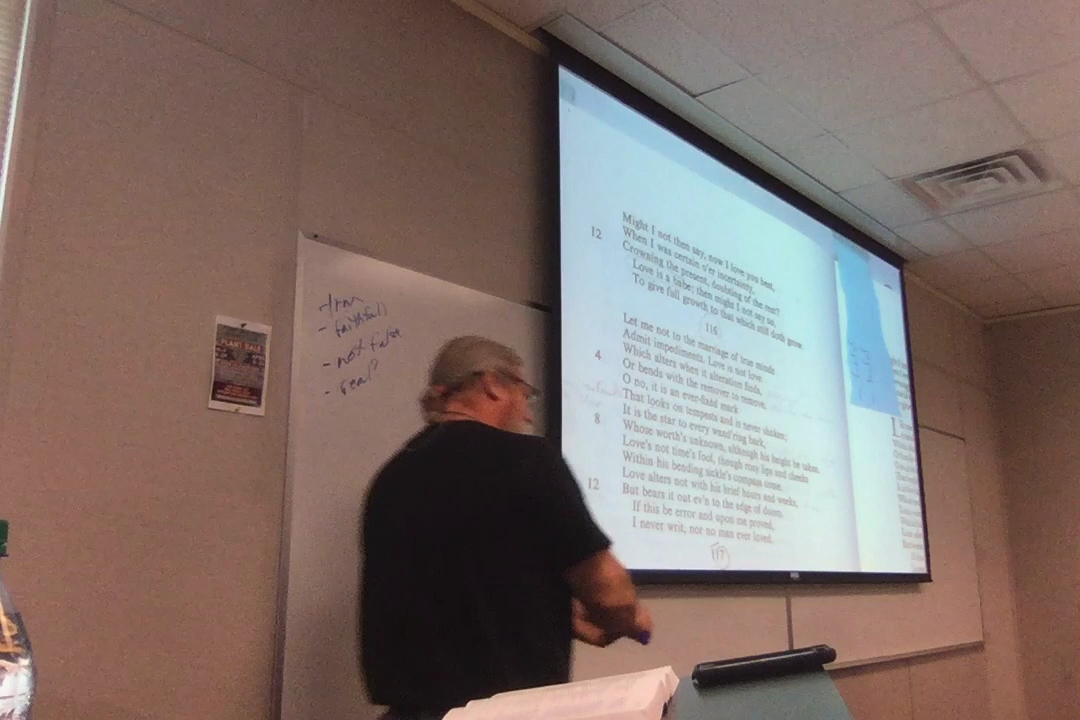 true
- faithful
- not false
- real?
PLANT SALE
Might I not then say, now I love you best,
12 When I was certain o'er incertainty,
Crowning the present, doubting of the rest?
Love is a babe; then might I not say so,
To give full growth to that which still doth grow.
116
Let me not to the marriage of true minds
Admit impediments. Love is not love
Which alters when it alteration finds,
4 Or bends with the remover to remove.
O no, it is an ever-fixèd mark
That looks on tempests and is never shaken;
It is the star to every wand'ring bark,
8 Whose worth's unknown, although his height be taken.
Love's not time's fool, though rosy lips and cheeks
Within his bending sickle's compass come.
Love alters not with his brief hours and weeks,
12 But bears it out ev'n to the edge of doom.
If this be error and upon me proved,
I never writ, nor no man ever loved.
117